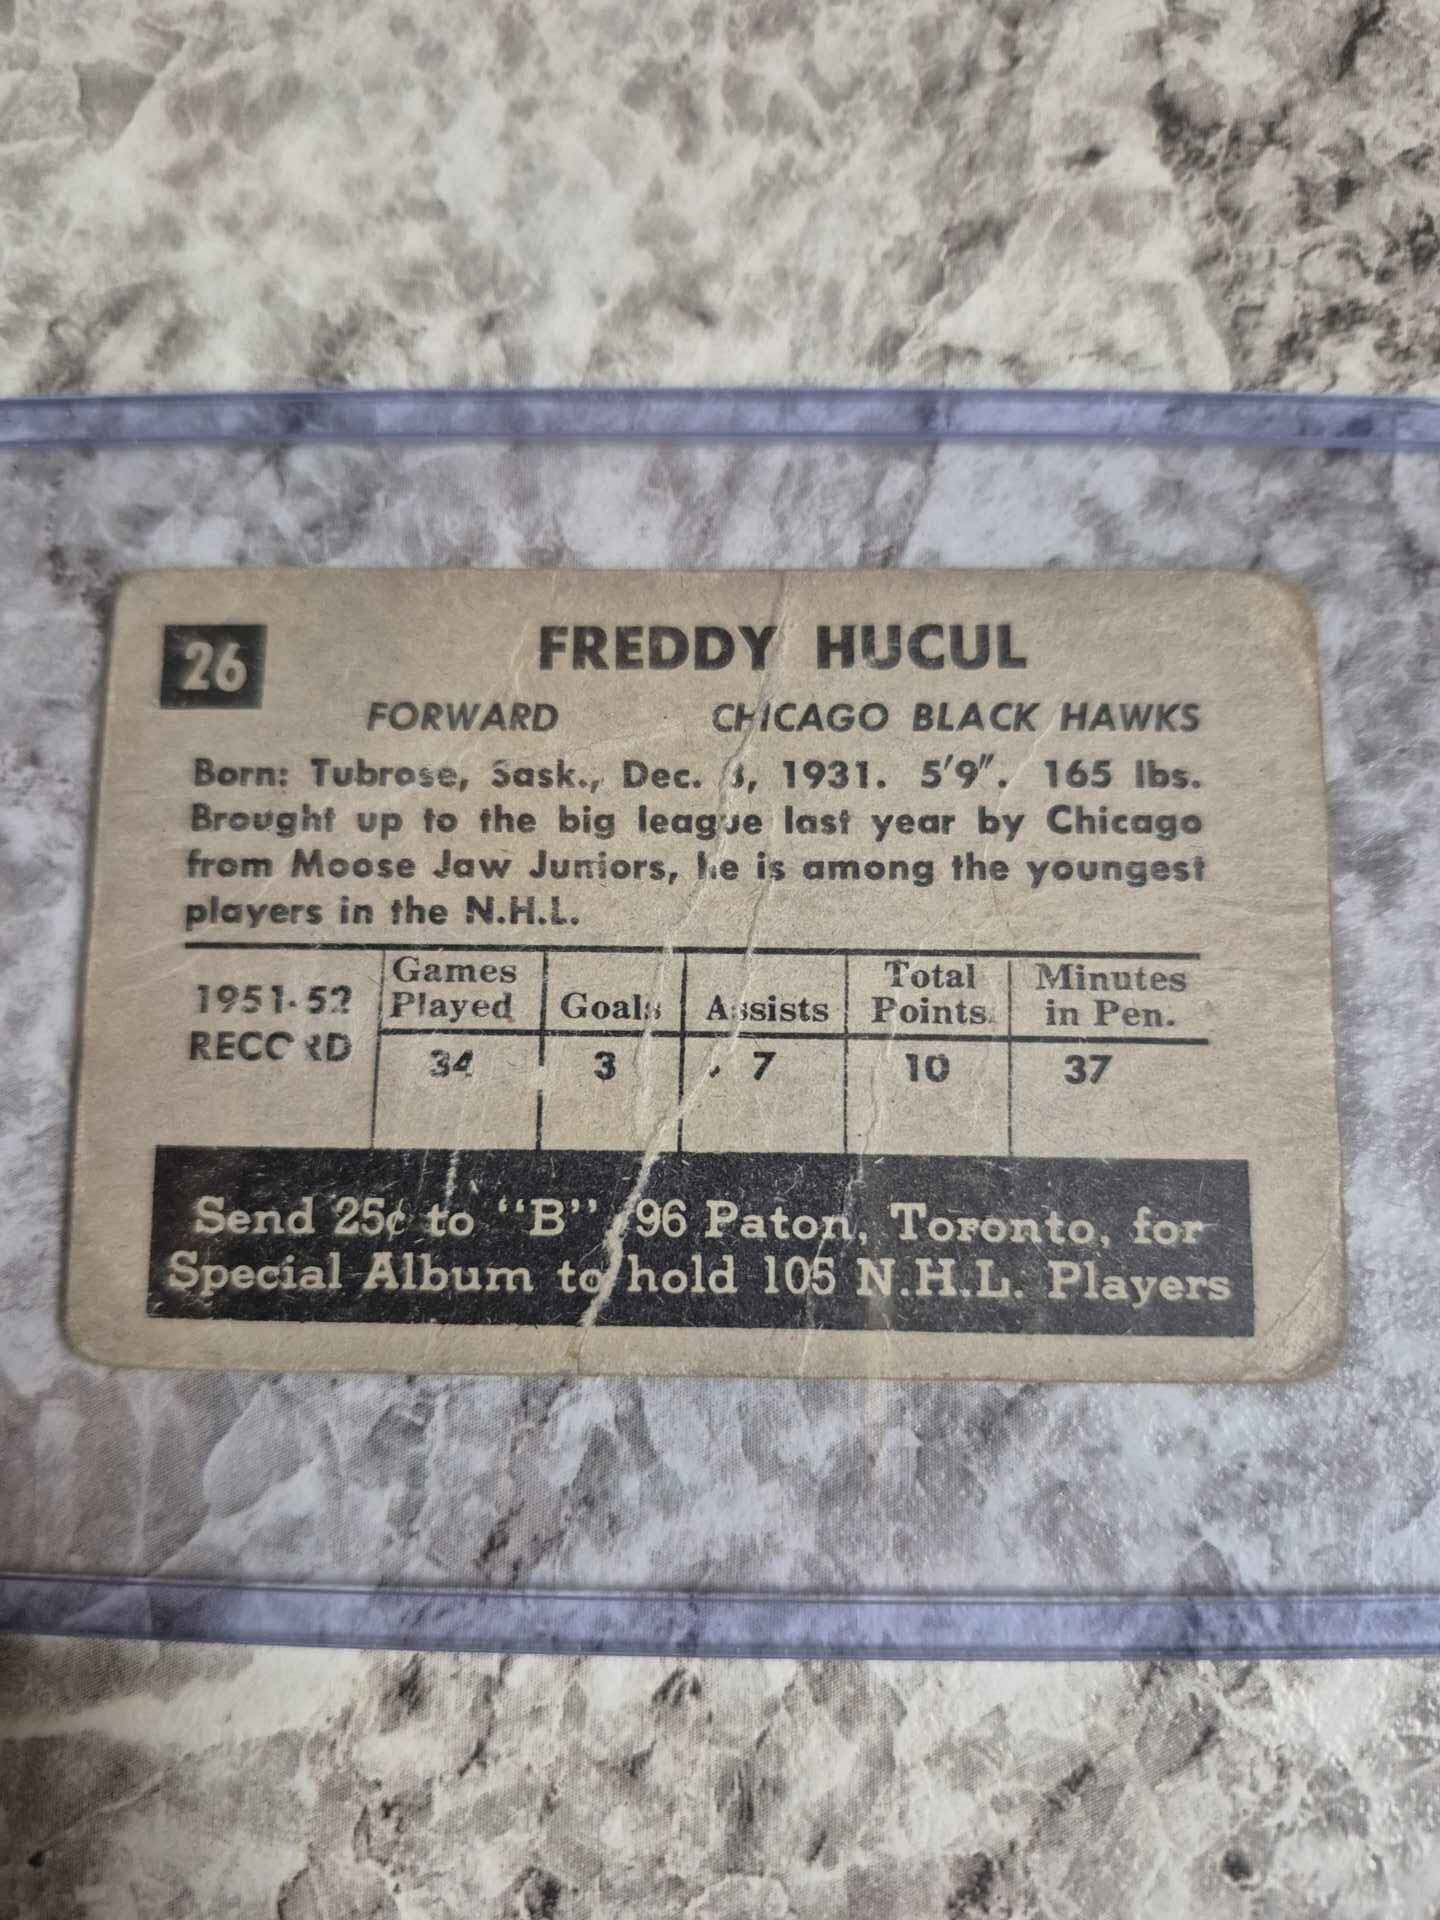 26
FREDDY HUCUL
FORWARD CHICAGO BLACK HAWKS
Born: Tubrose, Sask., Dec. 1931. 5'9". 165 lbs.
Brought up to the big league last year by Chicago
from Moose Jaw Juniors, he is among the youngest
players in the N.H.L.
1951-52 RECORD
Games Played Goals Assists Total Points Minutes in Pen.
34 3 7 10 37
Send 25¢ to "B" 96 Paton, Toronto, for
Special Album to hold 105 N.H.L. Players